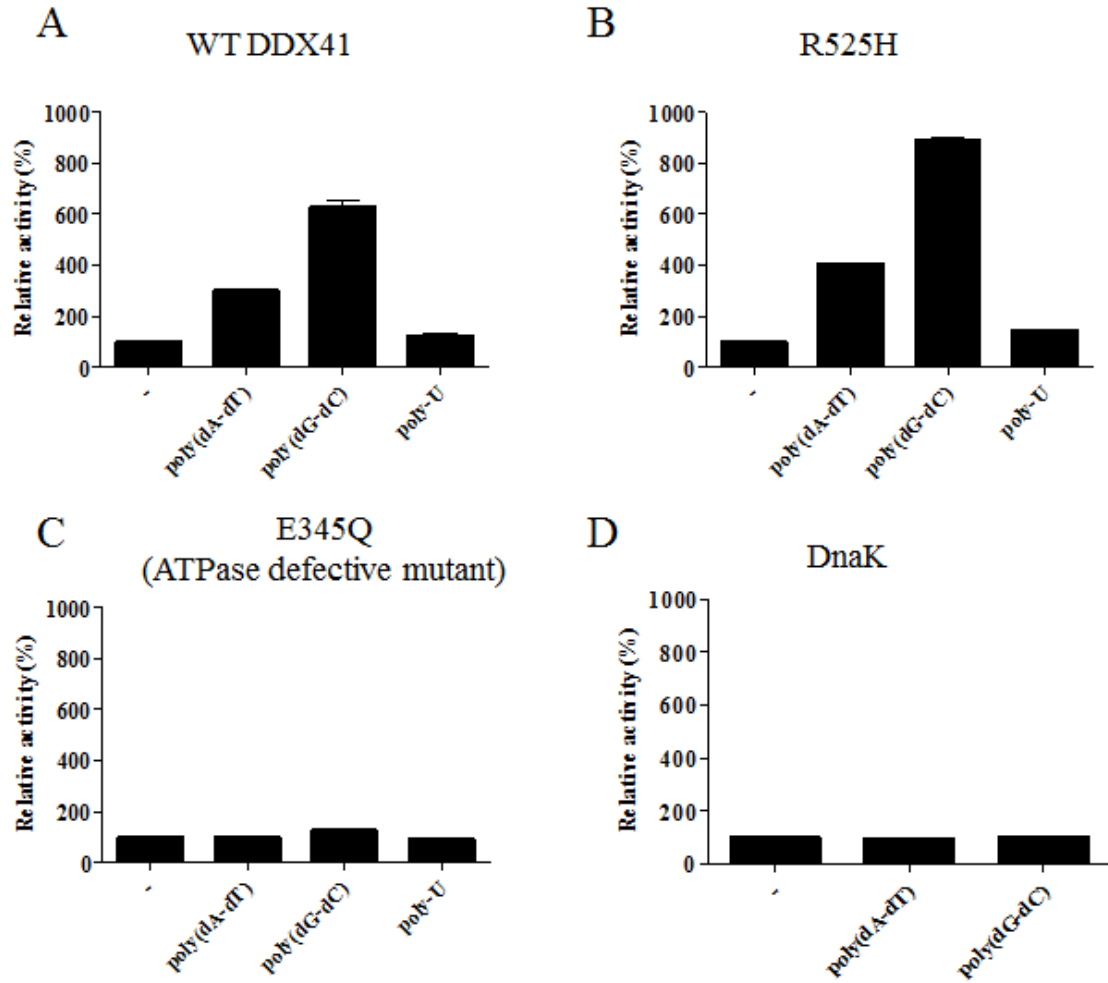 A
WT DDX41
Relative activity (%)
1000
800
600
400
200
0
-
poly(dA-dT)
poly(dG-dC)
poly-U
B
R525H
Relative activity (%)
1000
800
600
400
200
0
-
poly(dA-dT)
poly(dG-dC)
poly-U
C
E345Q
(ATPase defective mutant)
Relative activity (%)
1000
800
600
400
200
0
-
poly(dA-dT)
poly(dG-dC)
poly-U
D
DnaK
Relative activity (%)
1000
800
600
400
200
0
-
poly(dA-dT)
poly(dG-dC)